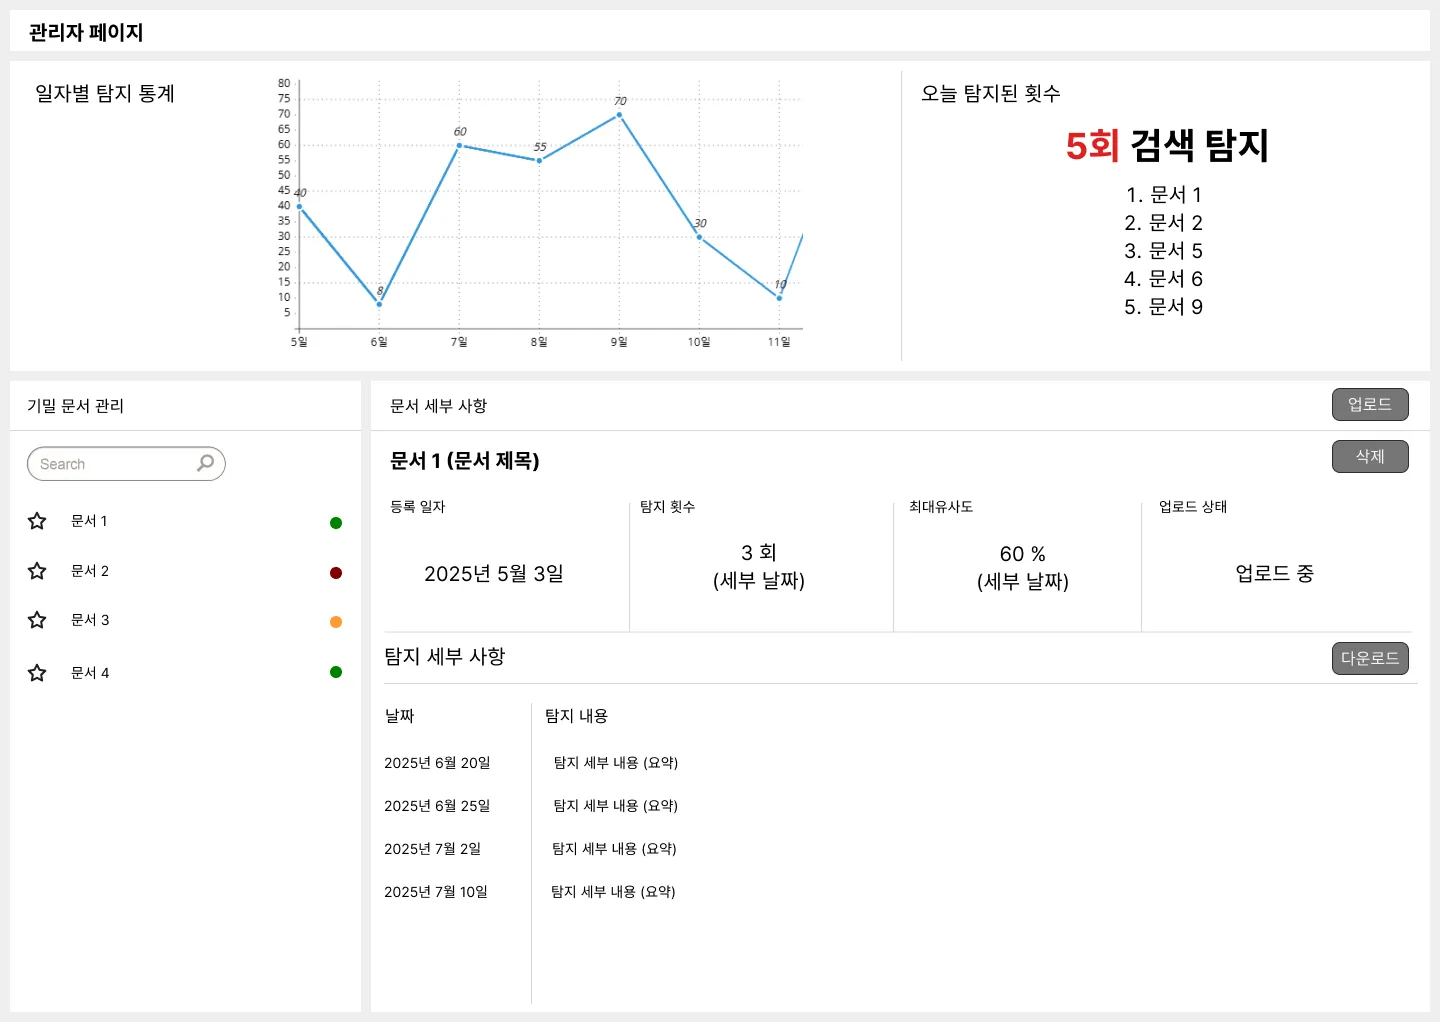 관리자 페이지
일자별 탐지 통계
80
75
70
65
60
55
50
45
40
35
30
25
20
15
10
5
40
8
60
55
70
30
10
5일
6일
7일
8일
9일
10일
11일
오늘 탐지된 횟수
5회 검색 탐지
1. 문서 1
2. 문서 2
3. 문서 5
4. 문서 6
5. 문서 9
기밀 문서 관리
Search
문서 1
문서 2
문서 3
문서 4
문서 세부 사항
업로드
문서 1 (문서 제목)
삭제
등록 일자
2025년 5월 3일
탐지 횟수
3 회
(세부 날짜)
최대유사도
60 %
(세부 날짜)
업로드 상태
업로드 중
탐지 세부 사항
다운로드
날짜 탐지 내용
2025년 6월 20일 탐지 세부 내용 (요약)
2025년 6월 25일 탐지 세부 내용 (요약)
2025년 7월 2일 탐지 세부 내용 (요약)
2025년 7월 10일 탐지 세부 내용 (요약)